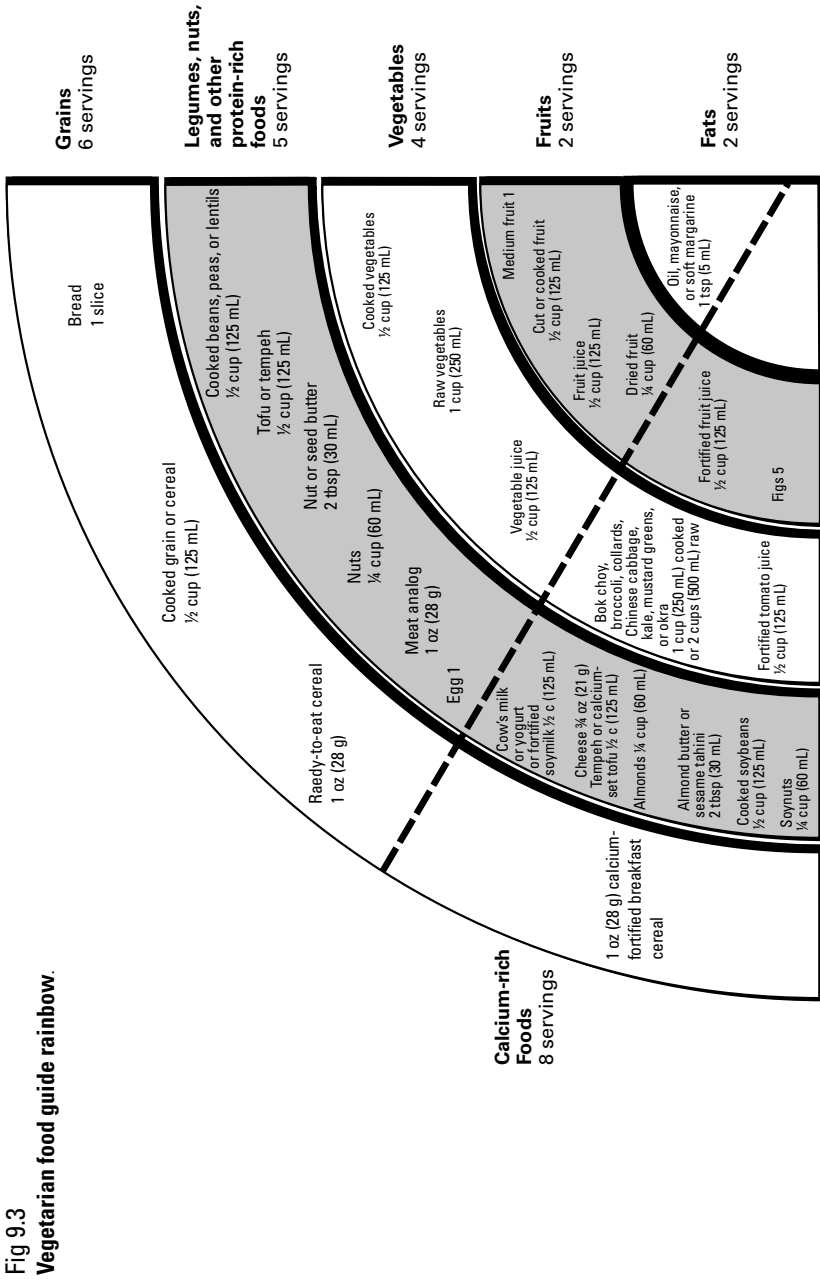 Fig 9.3
Vegetarian food guide rainbow.
Grains
6 servings
Legumes, nuts,
and other
protein-rich
foods
5 servings
Vegetables
4 servings
Fruits
2 servings
Fats
2 servings
Calcium-rich
Foods
8 servings
Bread
1 slice
Cooked grain or cereal
½ cup (125 mL)
Raedy-to-eat cereal
1 oz (28 g)
1 oz (28 g) calcium-
fortified breakfast
cereal
Cooked beans, peas, or lentils
½ cup (125 mL)
Tofu or tempeh
½ cup (125 mL)
Nut or seed butter
2 tbsp (30 mL)
Nuts
¼ cup (60 mL)
Meat analog
1 oz (28 g)
Egg 1
Cow's milk
or yogurt
or fortified
soymilk ½ c (125 mL)
Cheese ¾ oz (21 g)
Tempeh or calcium-
set tofu ½ c (125 mL)
Almonds ¼ cup (60 mL)
Almond butter or
sesame tahini
2 tbsp (30 mL)
Cooked soybeans
½ cup (125 mL)
Soynuts
¼ cup (60 mL)
Cooked vegetables
½ cup (125 mL)
Raw vegetables
1 cup (250 mL)
Vegetable juice
½ cup (125 mL)
Bok choy,
broccoli, collards,
Chinese cabbage,
kale, mustard greens,
or okra
1 cup (250 mL) cooked
or 2 cups (500 mL) raw
Fortified tomato juice
½ cup (125 mL)
Medium fruit 1
Cut or cooked fruit
½ cup (125 mL)
Fruit juice
½ cup (125 mL)
Dried fruit
¼ cup (60 mL)
Fortified fruit juice
½ cup (125 mL)
Figs 5
Oil, mayonnaise,
or soft margarine
1 tsp (5 mL)